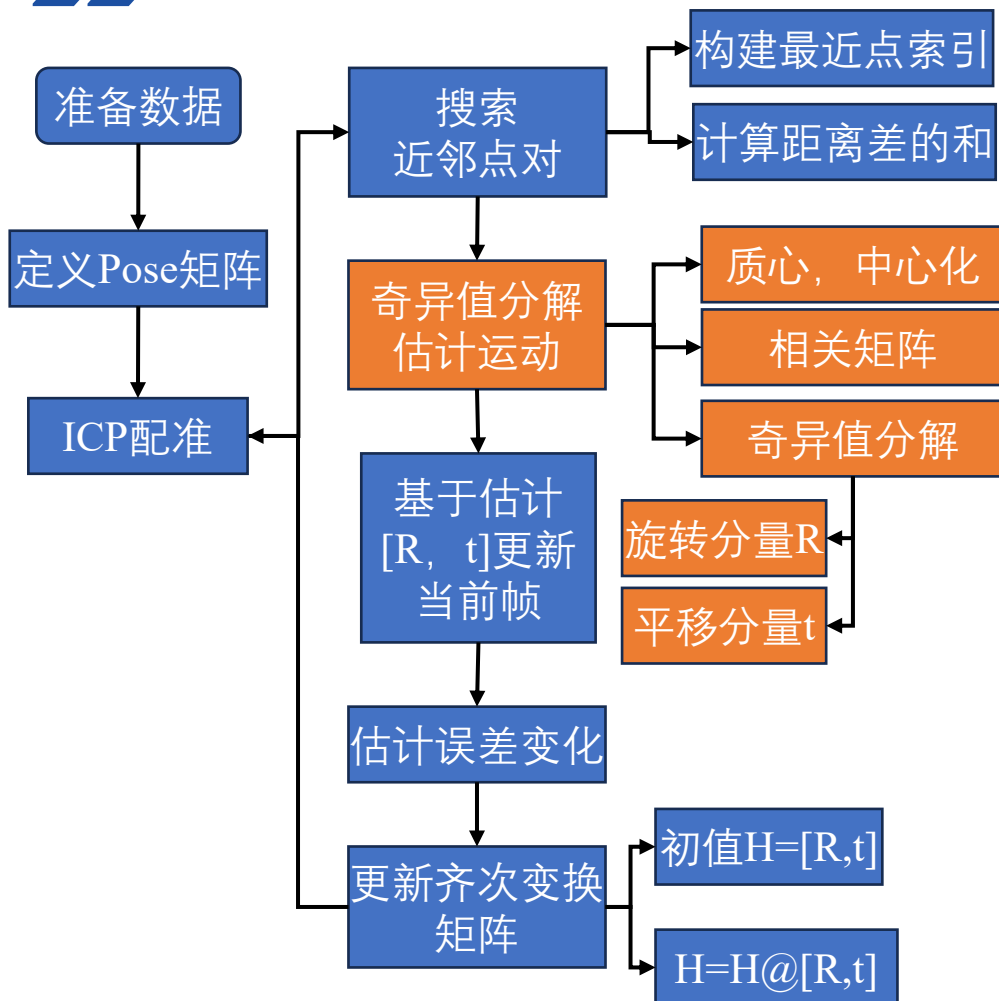 准备数据
定义Pose矩阵
ICP配准
搜索
近邻点对
构建最近点索引
计算距离差的和
奇异值分解
估计运动
质心，中心化
相关矩阵
奇异值分解
旋转分量R
平移分量t
基于估计
[R，t]更新
当前帧
估计误差变化
更新齐次变换
矩阵
初值H=[R,t]
H=H@[R,t]